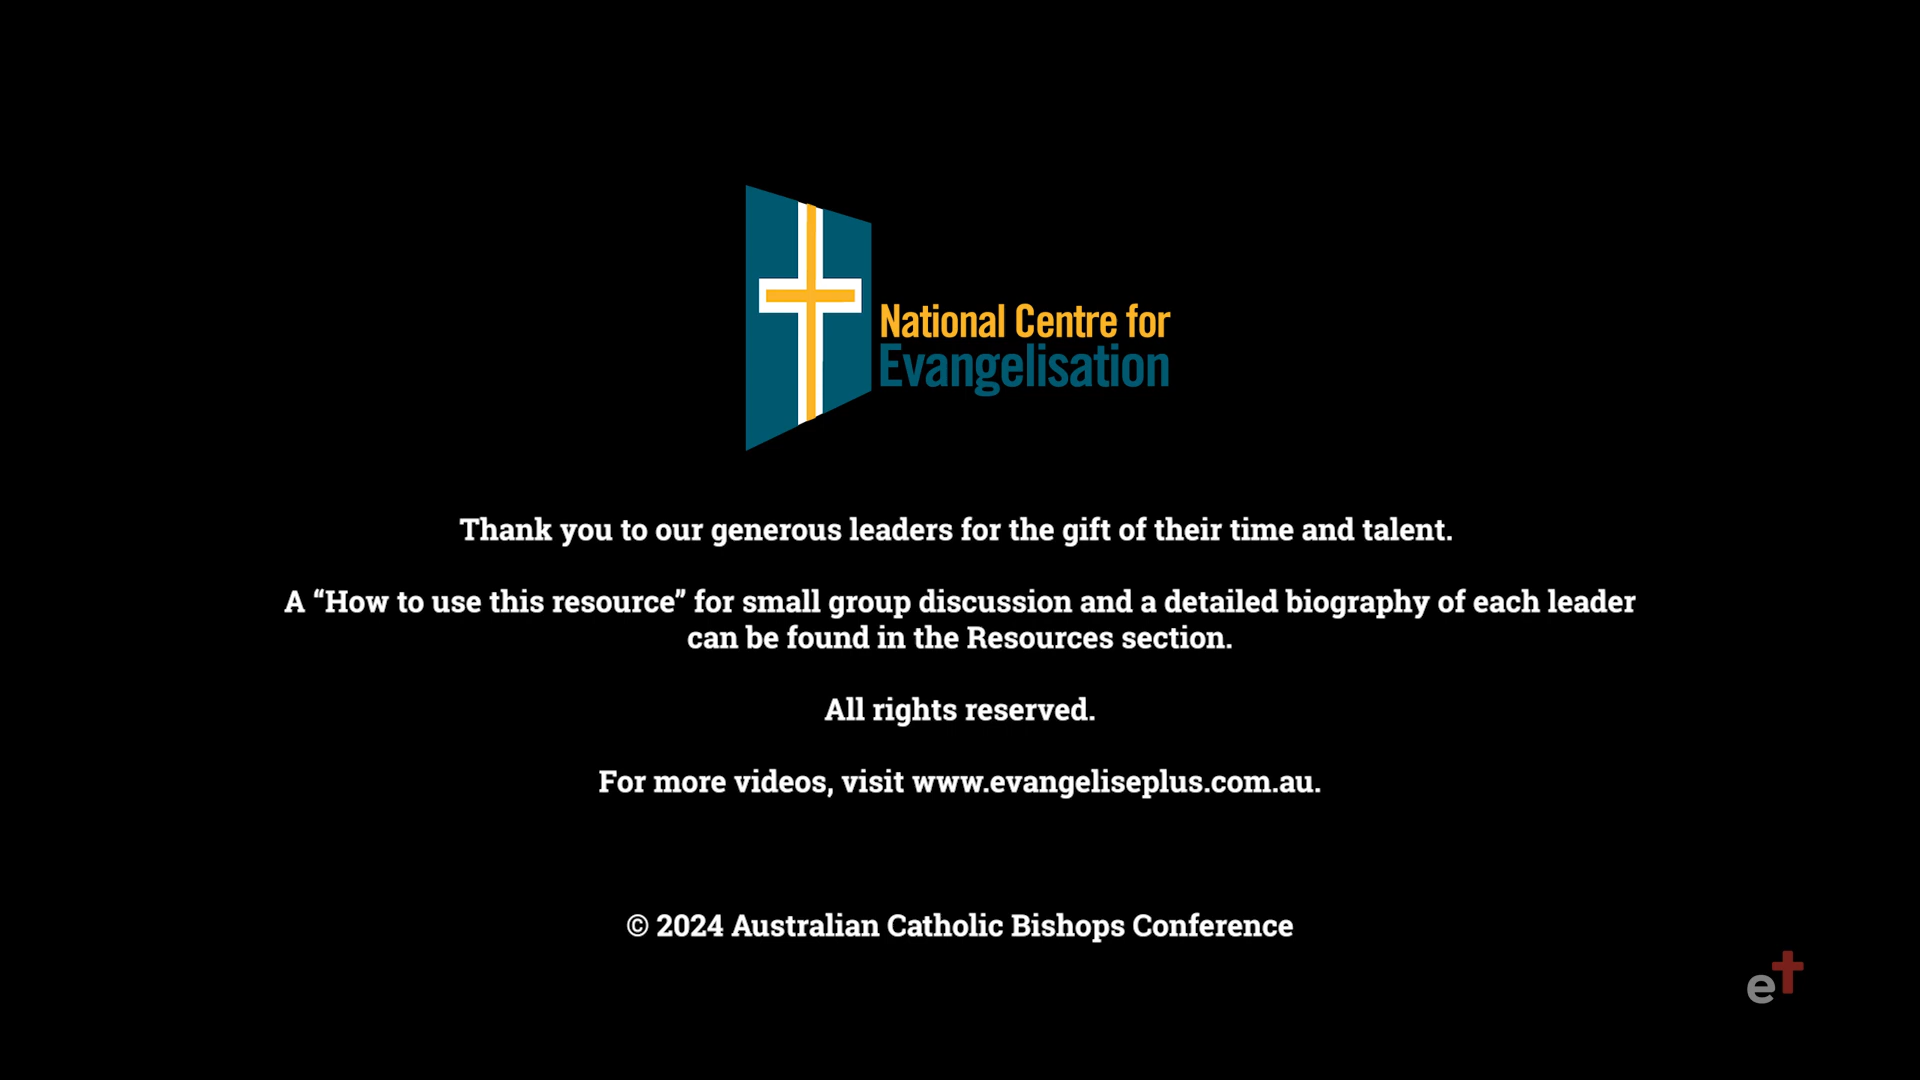 National Centre for
Evangelisation
Thank you to our generous leaders for the gift of their time and talent.
A “How to use this resource” for small group discussion and a detailed biography of each leader
can be found in the Resources section.
All rights reserved.
For more videos, visit www.evangeliseplus.com.au.
© 2024 Australian Catholic Bishops Conference
e